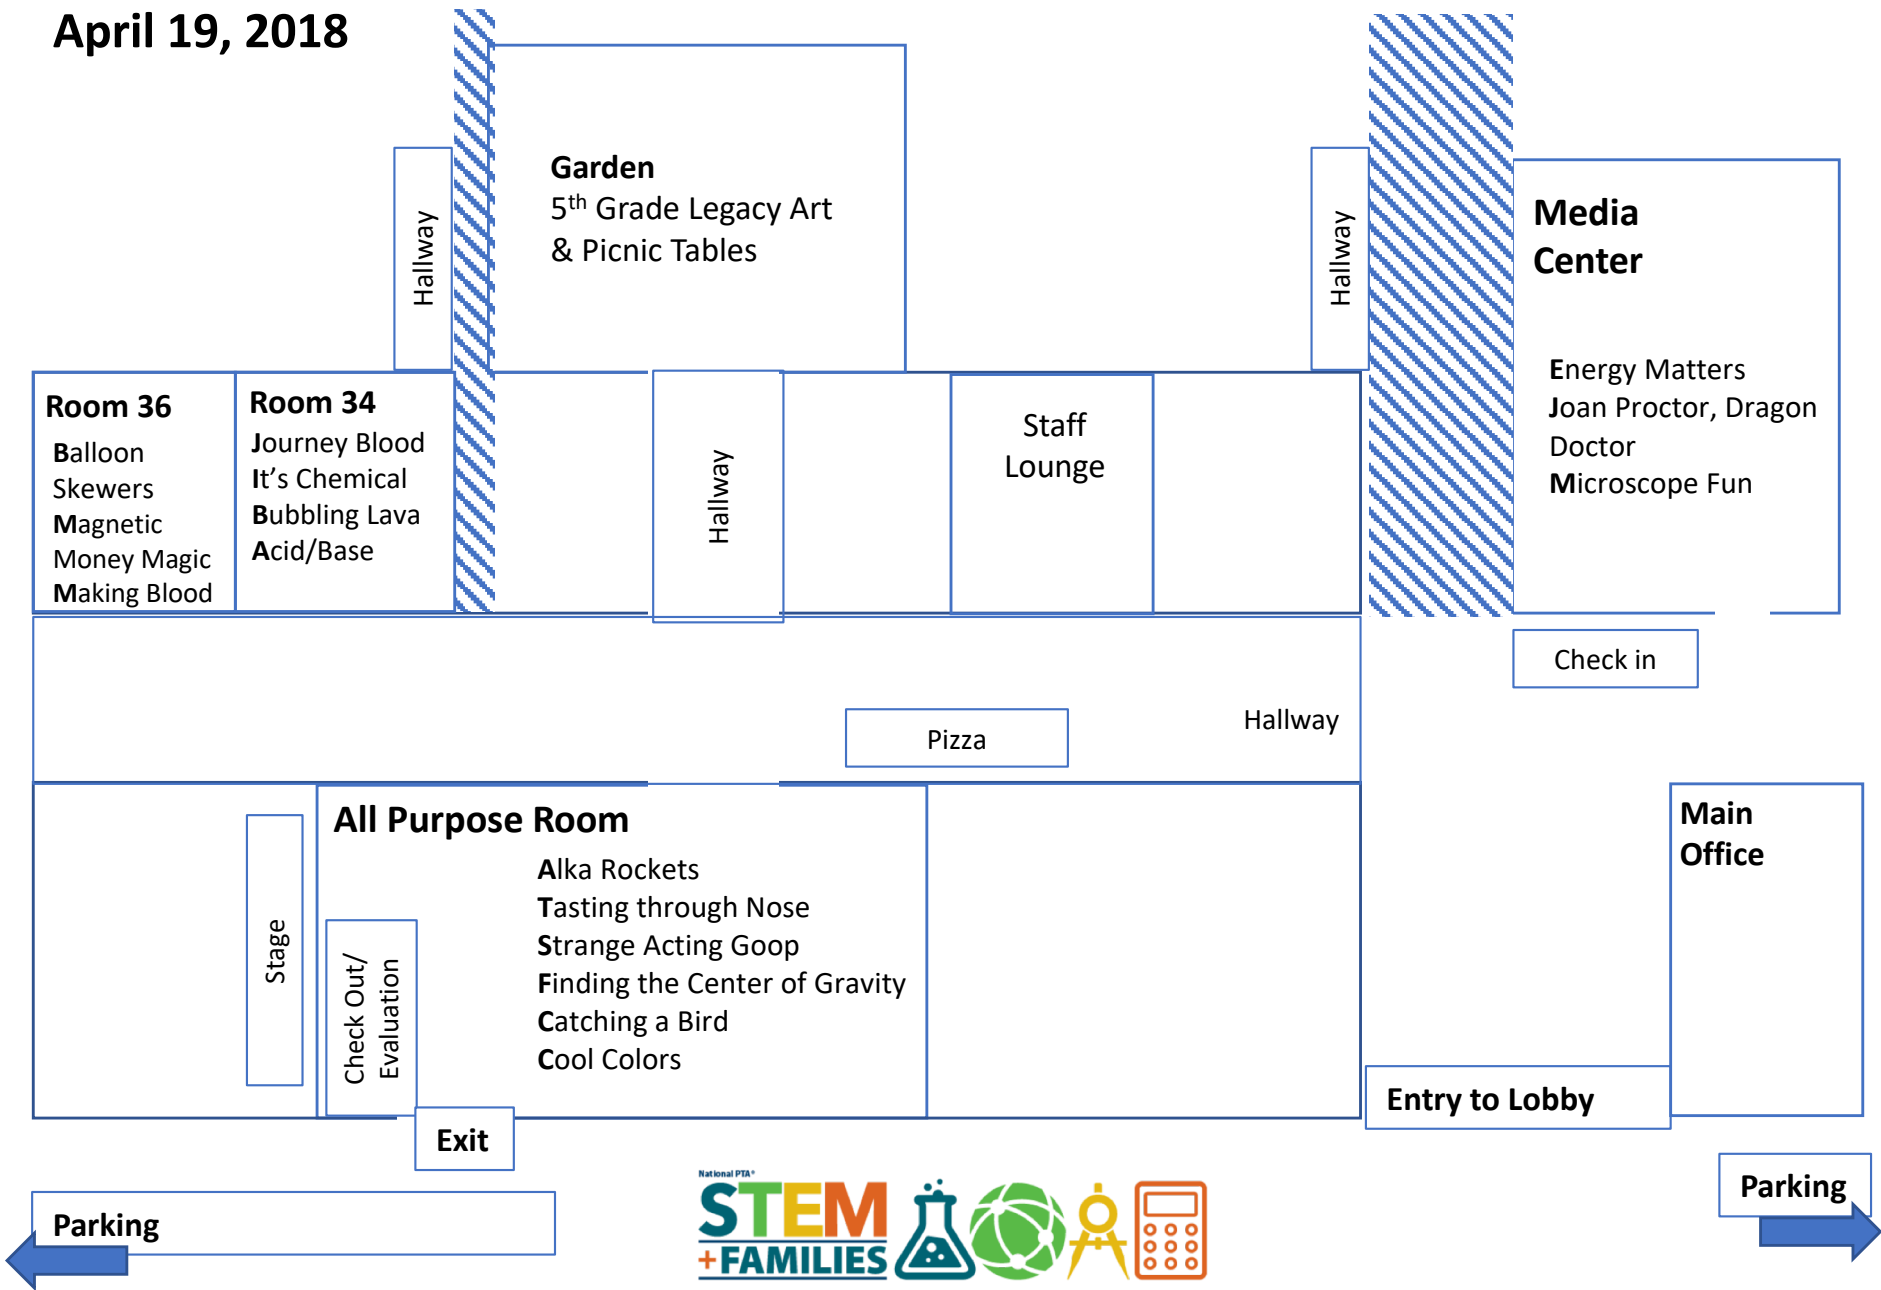 April 19, 2018
Garden
5th Grade Legacy Art
& Picnic Tables
Hallway
Hallway
Media
Center
Energy Matters
Joan Proctor, Dragon
Doctor
Microscope Fun
Room 36
Balloon
Skewers
Magnetic
Money Magic
Making Blood
Room 34
Journey Blood
It’s Chemical
Bubbling Lava
Acid/Base
Hallway
Staff
Lounge
Check in
Pizza
Hallway
Stage
All Purpose Room
Alka Rockets
Tasting through Nose
Strange Acting Goop
Finding the Center of Gravity
Catching a Bird
Cool Colors
Check Out/
Evaluation
Main
Office
Entry to Lobby
Exit
Parking
National PTA®
STEM
+FAMILIES
Parking